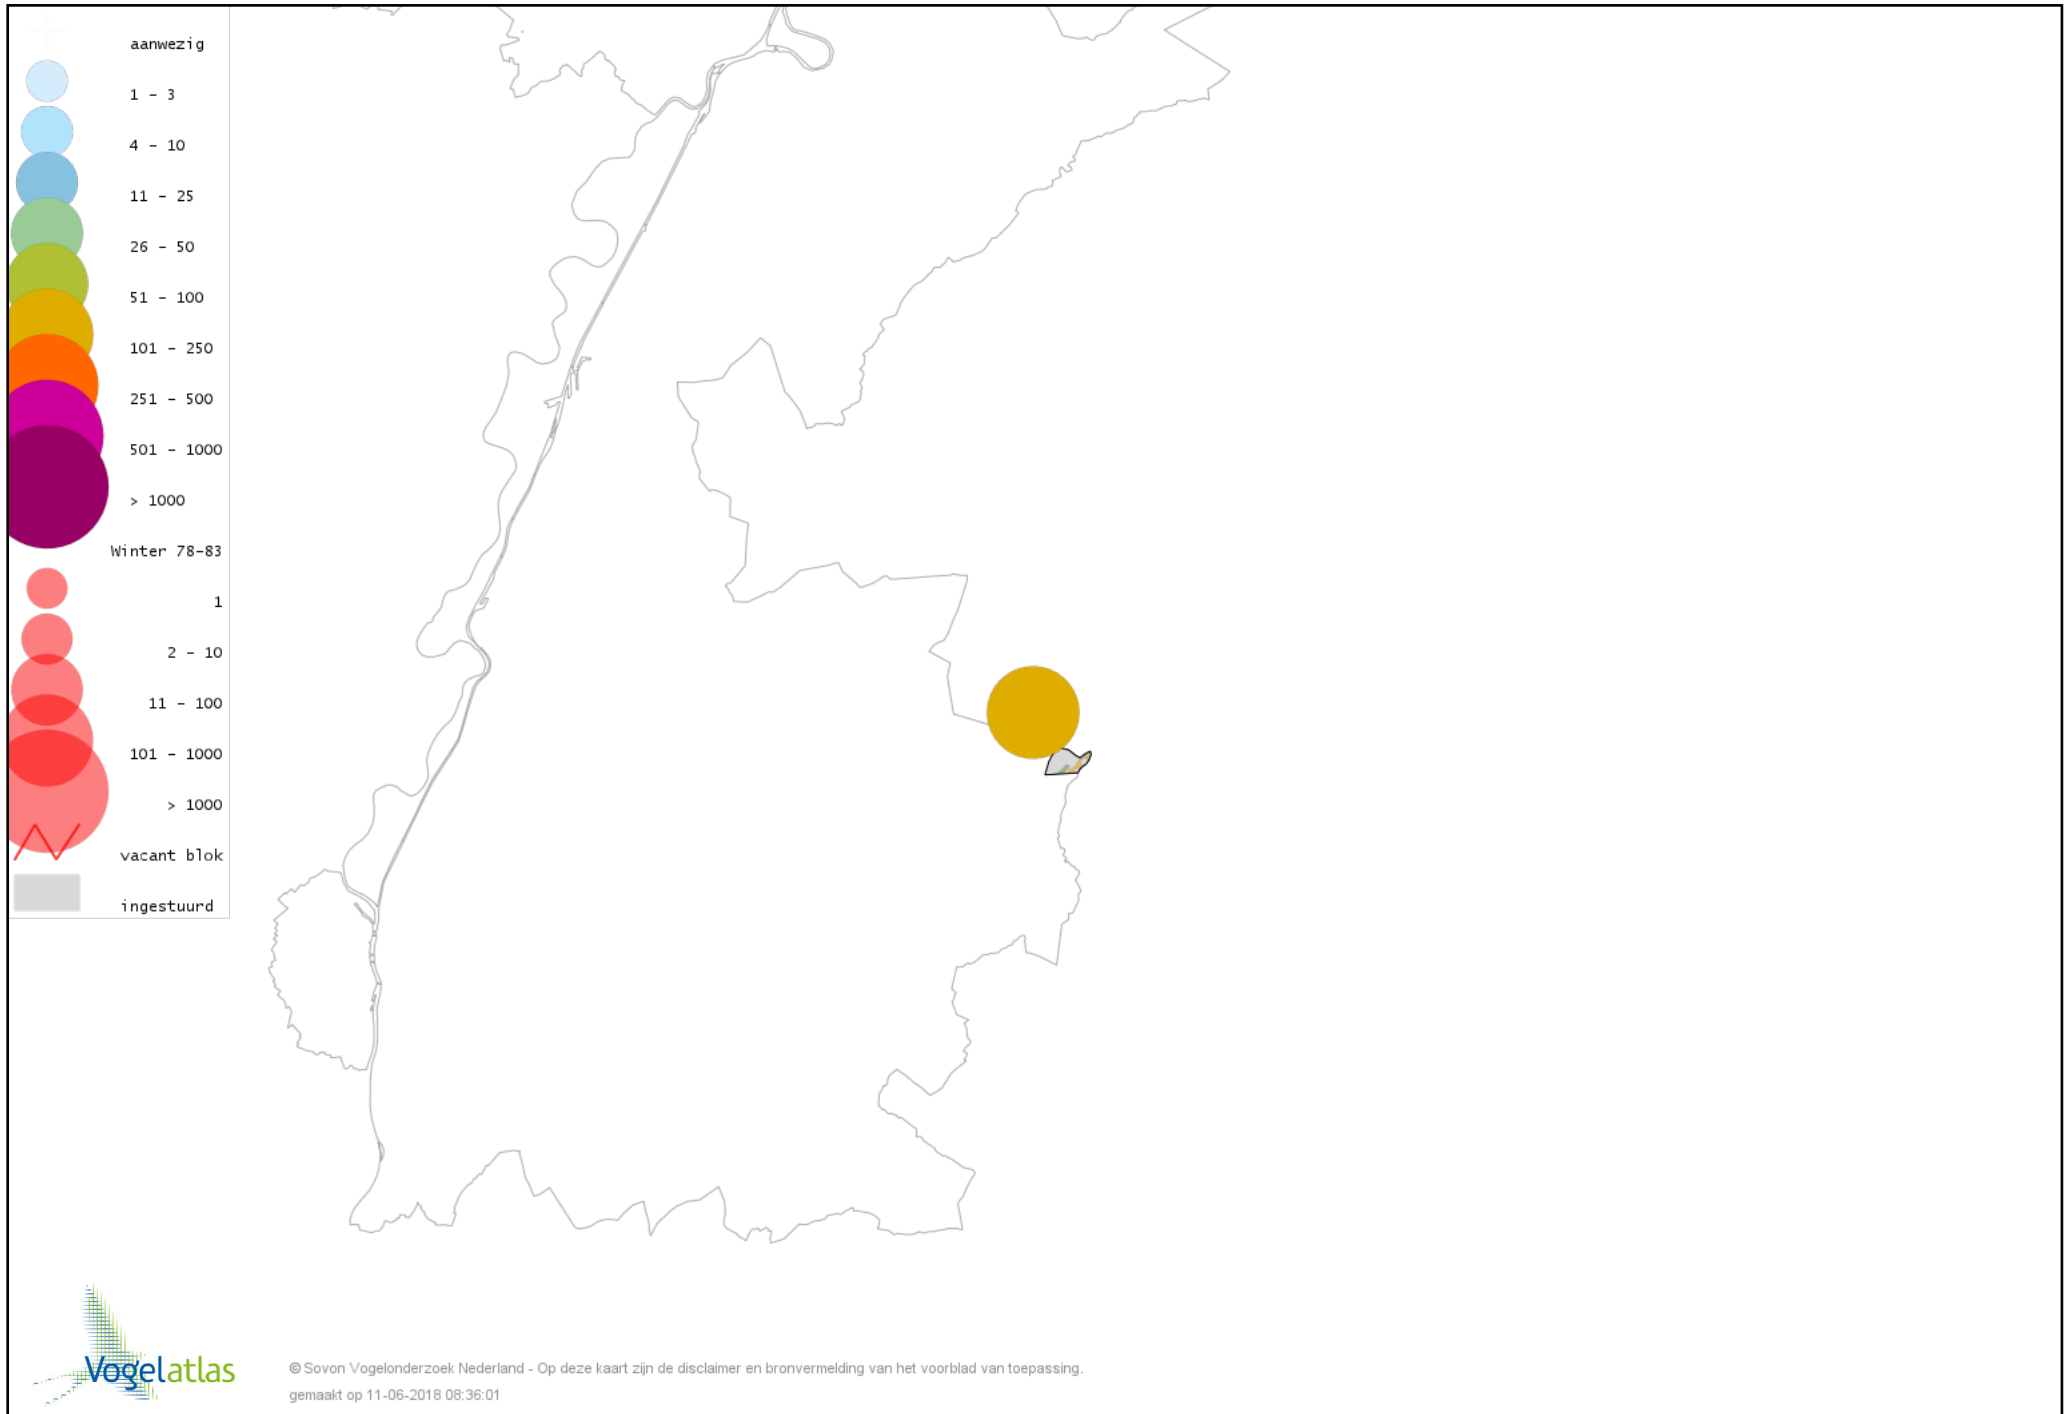 aanwezig
1 - 3
4 - 10
11 - 25
26 - 50
51 - 100
101 - 250
251 - 500
501 - 1000
> 1000
Winter 78-83
1
2 - 10
11 - 100
101 - 1000
> 1000
vacant blok
ingestuurd
Vogelatlas
© Sovon Vogelonderzoek Nederland - Op deze kaart zijn de disclaimer en bronvermelding van het voorblad van toepassing.
gemaakt op 11-06-2018 08:36:01